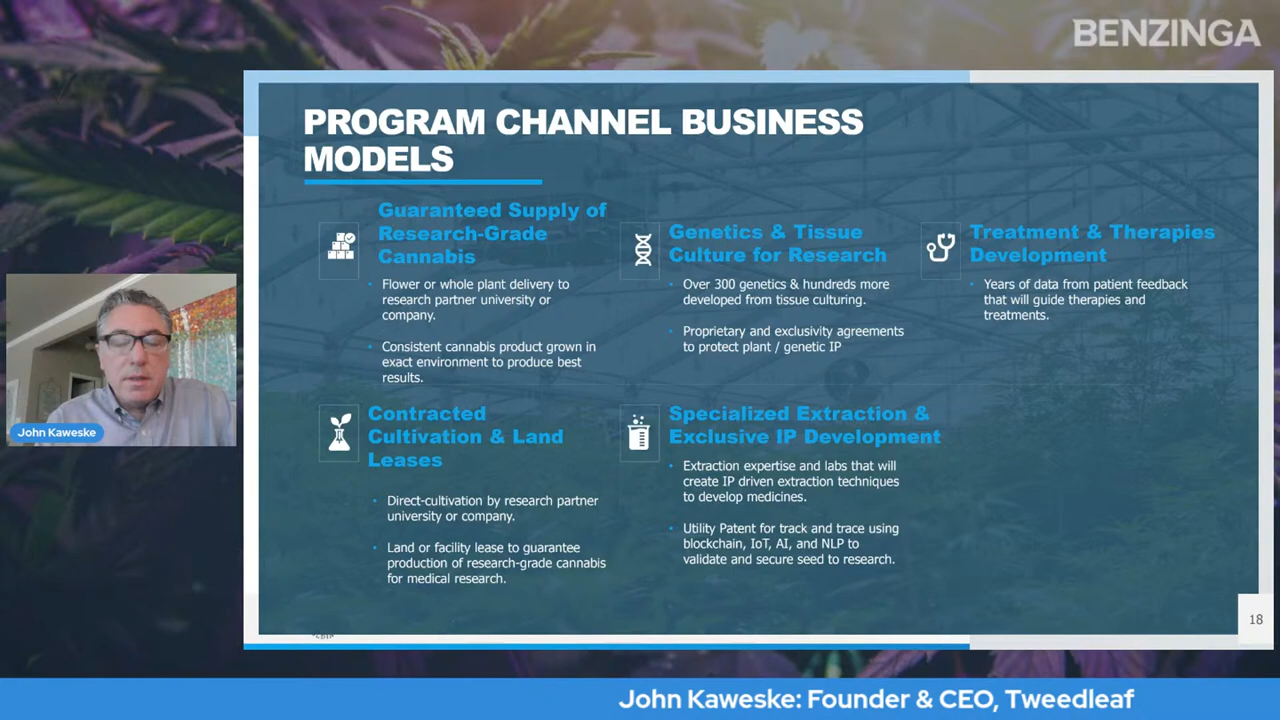 BENZINGA
PROGRAM CHANNEL BUSINESS
MODELS
Guaranteed Supply of
Research-Grade
Cannabis
• Flower or whole plant delivery to
research partner university or
company.
• Consistent cannabis product grown in
exact environment to produce best
results.
Genetics & Tissue
Culture for Research
• Over 300 genetics & hundreds more
developed from tissue culturing.
• Proprietary and exclusivity agreements
to protect plant / genetic IP
Treatment & Therapies
Development
• Years of data from patient feedback
that will guide therapies and
treatments.
Contracted
Cultivation & Land
Leases
• Direct-cultivation by research partner
university or company.
• Land or facility lease to guarantee
production of research-grade cannabis
for medical research.
Specialized Extraction &
Exclusive IP Development
• Extraction expertise and labs that will
create IP driven extraction techniques
to develop medicines.
• Utility Patent for track and trace using
blockchain, IoT, AI, and NLP to
validate and secure seed to research.
18
John Kaweske
John Kaweske: Founder & CEO, Tweedleaf